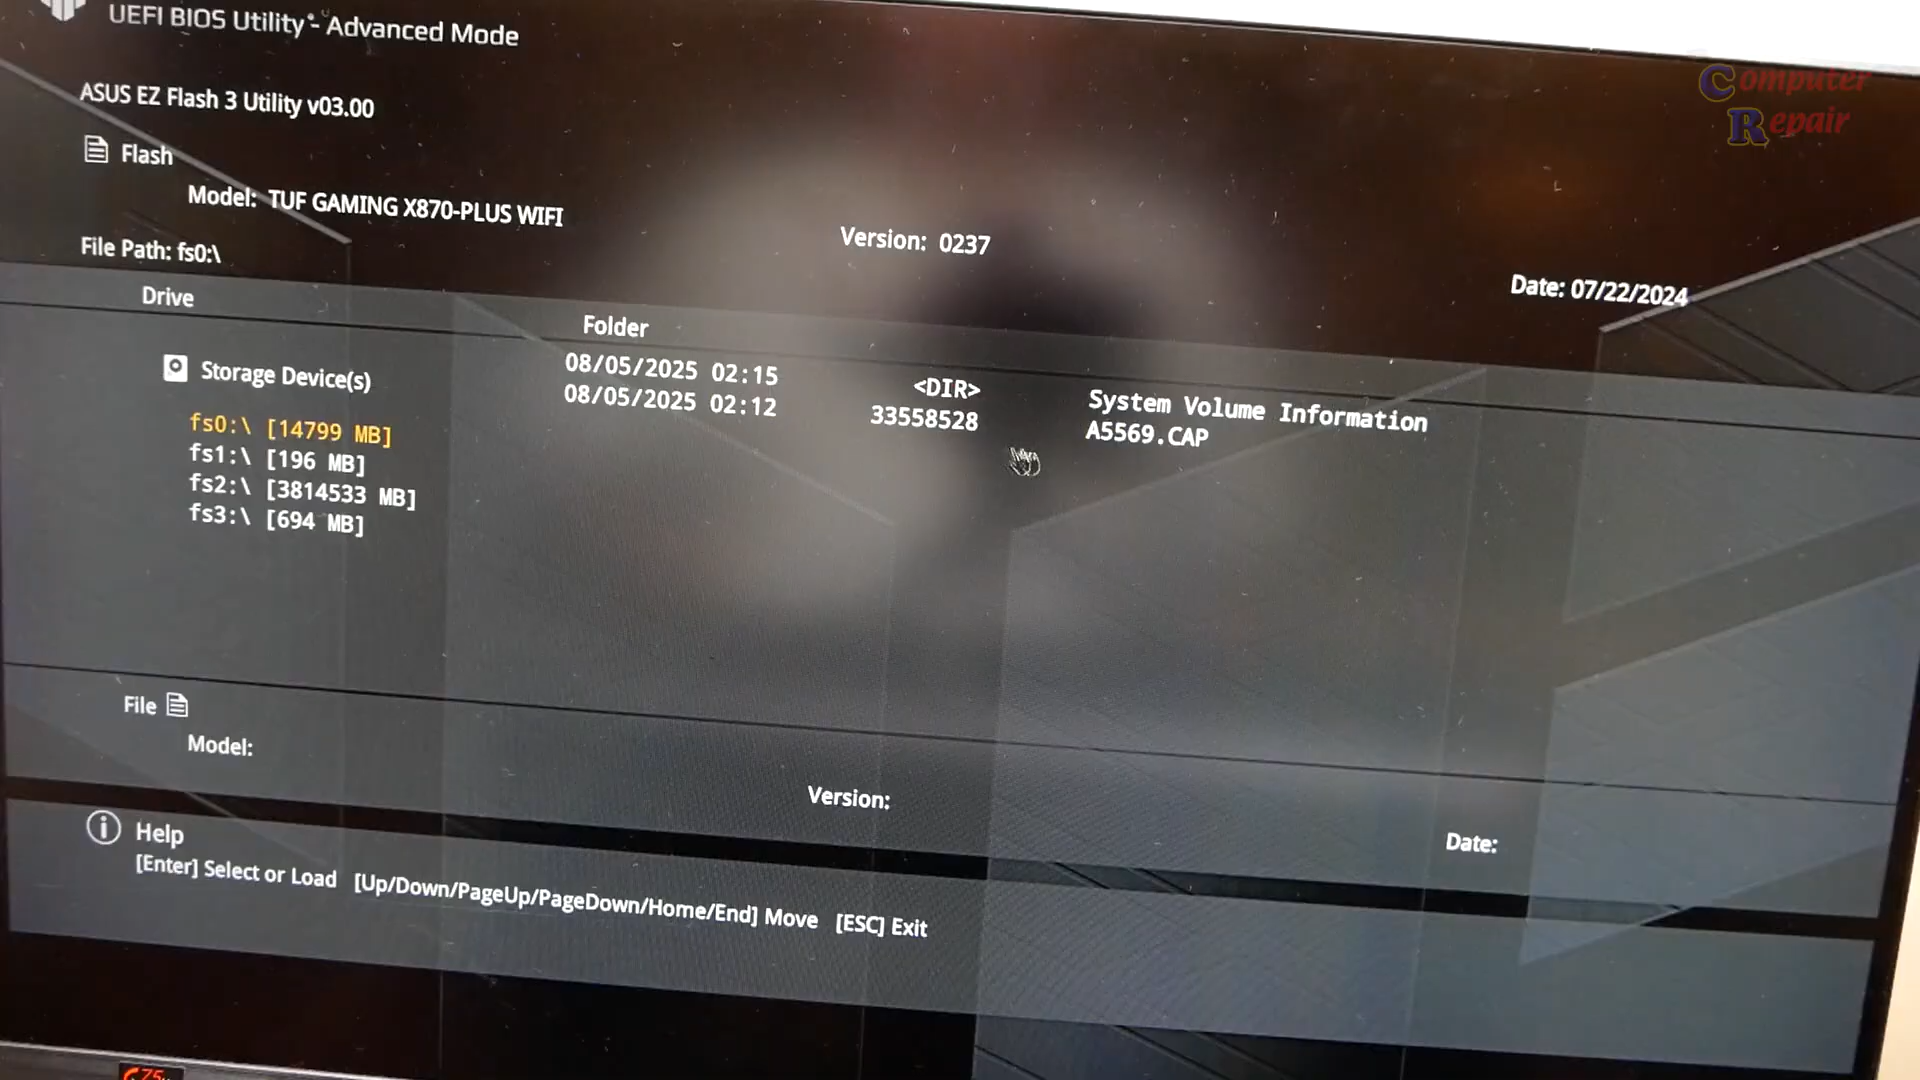 UEFI BIOS Utility - Advanced Mode
Computer
Repair
ASUS EZ Flash 3 Utility v03.00
Flash
Model: TUF GAMING X870-PLUS WIFI
Version: 0237
Date: 07/22/2024
File Path: fs0:\
Drive
Folder
Storage Device(s)
fs0:\ [14799 MB]
fs1:\ [196 MB]
fs2:\ [3814533 MB]
fs3:\ [694 MB]
08/05/2025 02:15 <DIR> System Volume Information
08/05/2025 02:12 33558528 A5569.CAP
File
Model:
Version:
Date:
Help
[Enter] Select or Load [Up/Down/PageUp/PageDown/Home/End] Move [ESC] Exit